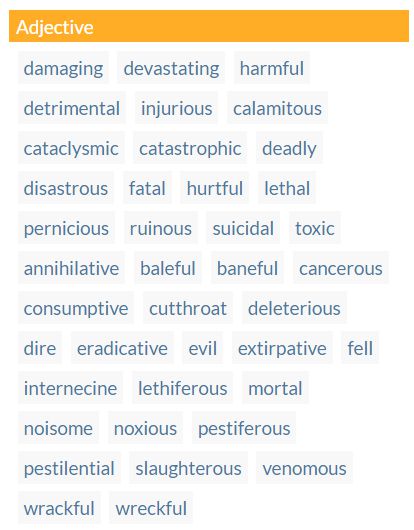 Adjective
damaging devastating harmful
detrimental injurious calamitous
cataclysmic catastrophic deadly
disastrous fatal hurtful lethal
pernicious ruinous suicidal toxic
annihilative baleful baneful cancerous
consumptive cutthroat deleterious
dire eradicative evil extirpative fell
internecine lethiferous mortal
noisome noxious pestiferous
pestilential slaughterous venomous
wrackful wreckful